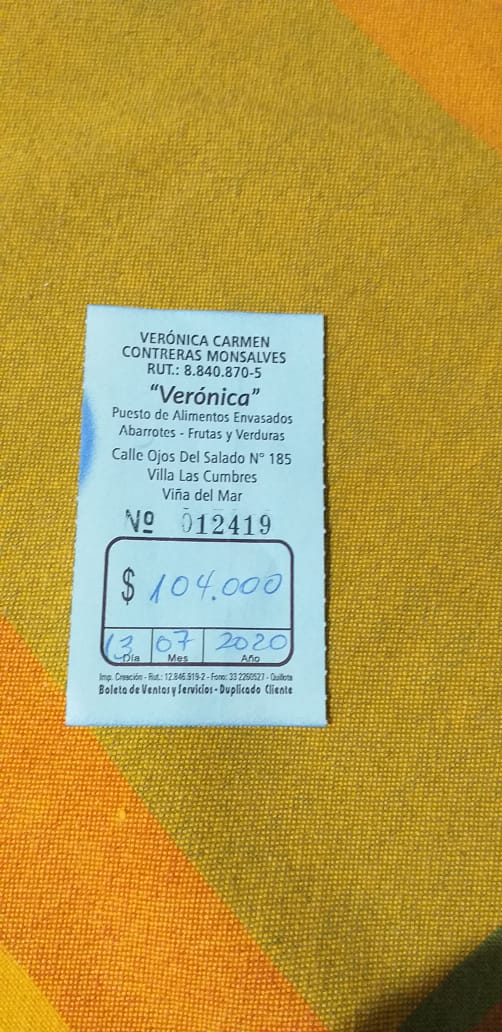 VERÓNICA CARMEN
CONTRERAS MONSALVES
RUT.: 8.840.870-5
“Verónica”
Puesto de Alimentos Envasados
Abarrotes - Frutas y Verduras
Calle Ojos Del Salado N° 185
Villa Las Cumbres
Viña del Mar
Nº 012419
$ 104.000
13 07 2020
Día Mes Año
Imp. Creación - Rut.: 12.846.919-2 - Fono: 33 2260527 - Quillota
Boleta de Ventas y Servicios - Duplicado Cliente